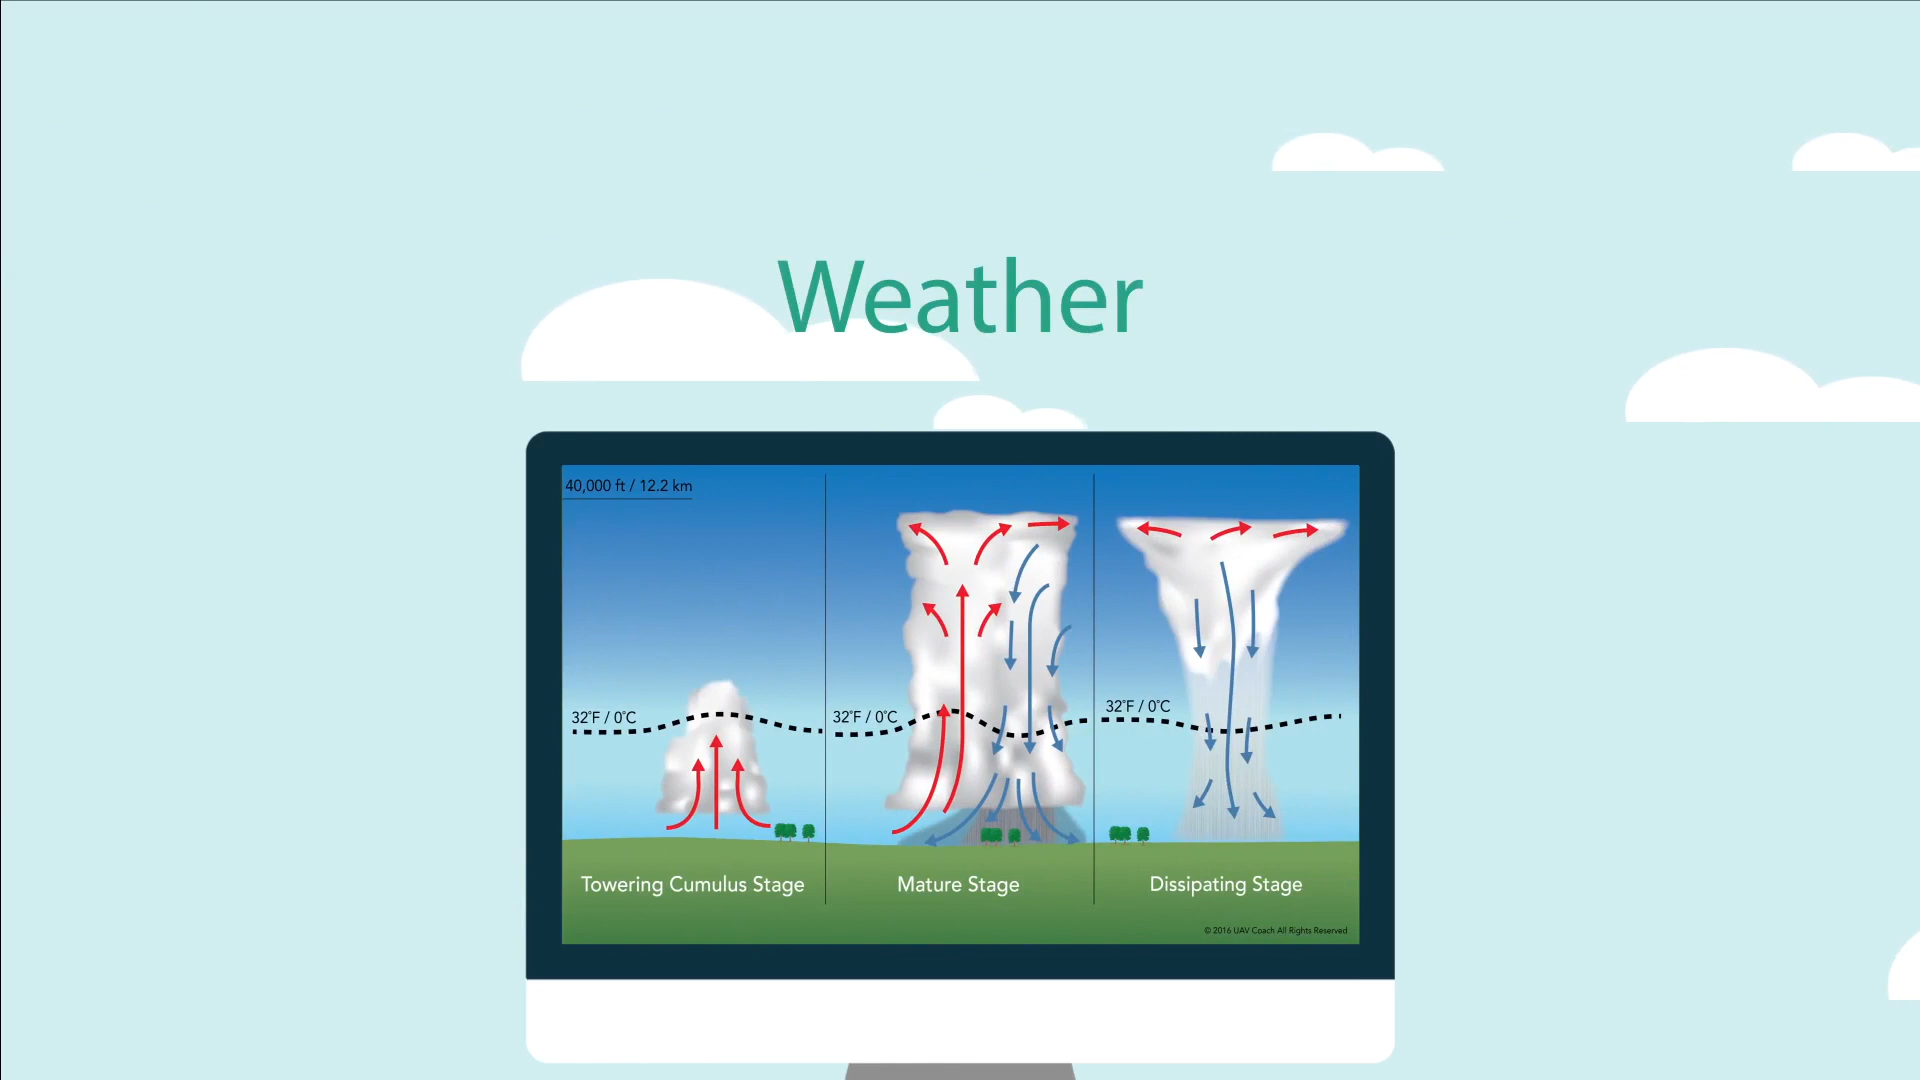 Weather
40,000 ft / 12.2 km
32°F / 0°C
32°F / 0°C
32°F / 0°C
Towering Cumulus Stage
Mature Stage
Dissipating Stage
© 2016 UAV Coach All Rights Reserved